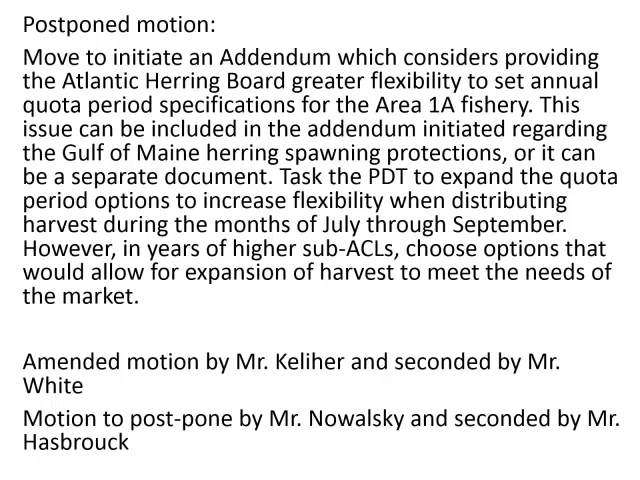 Postponed motion:
Move to initiate an Addendum which considers providing
the Atlantic Herring Board greater flexibility to set annual
quota period specifications for the Area 1A fishery. This
issue can be included in the addendum initiated regarding
the Gulf of Maine herring spawning protections, or it can
be a separate document. Task the PDT to expand the quota
period options to increase flexibility when distributing
harvest during the months of July through September.
However, in years of higher sub-ACLs, choose options that
would allow for expansion of harvest to meet the needs of
the market.
Amended motion by Mr. Keliher and seconded by Mr.
White
Motion to post-pone by Mr. Nowalsky and seconded by Mr.
Hasbrouck